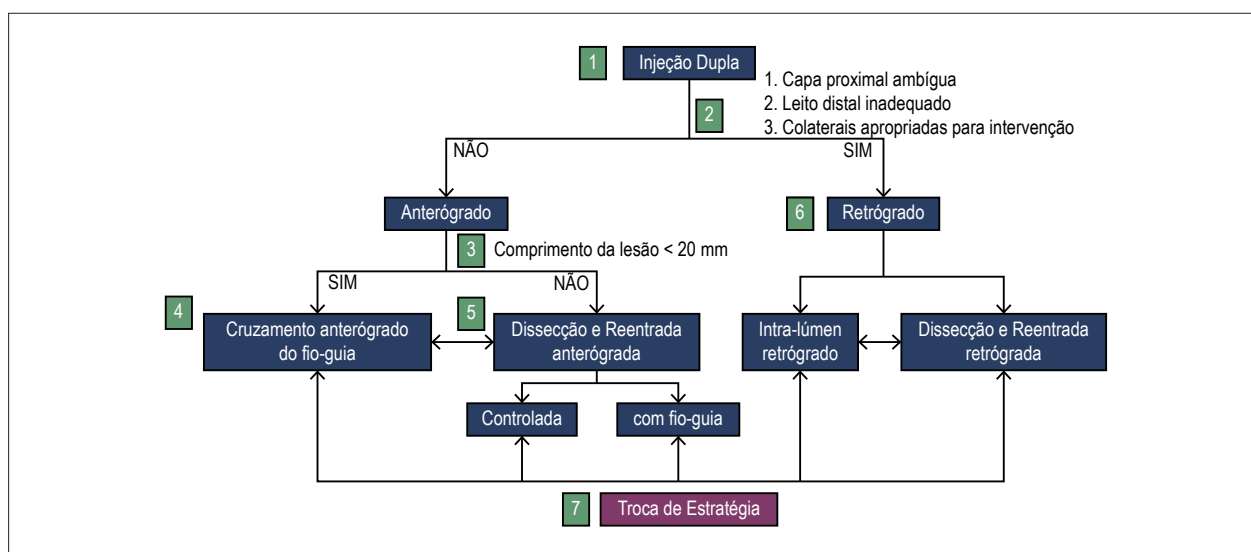 1
Injeção Dupla
1. Capa proximal ambígua
2. Leito distal inadequado
3. Colaterais apropriadas para intervenção
2
NÃO
SIM
Anterógrado
6
Retrógrado
3
Comprimento da lesão < 20 mm
SIM
NÃO
4
Cruzamento anterógrado
do fio-guia
5
Dissecção e Reentrada
anterógrada
Intra-lúmen
retrógrado
Dissecção e Reentrada
retrógrada
Controlada
com fio-guia
7
Troca de Estratégia